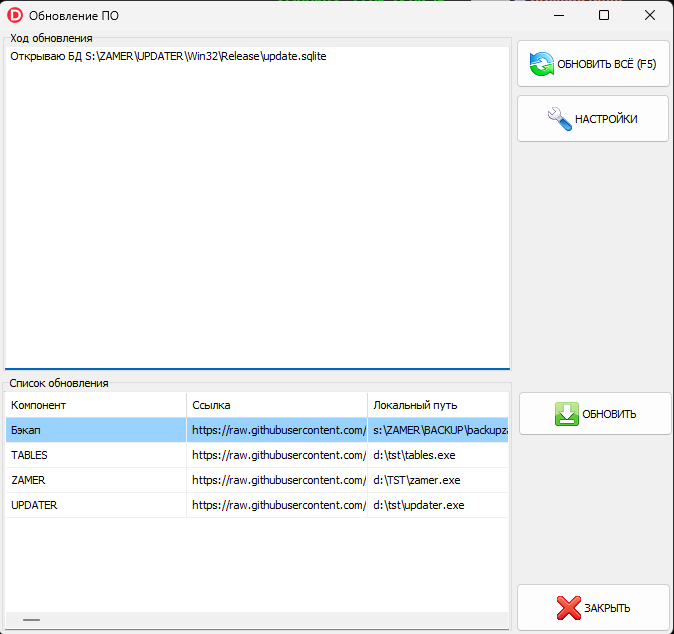 Обновление ПО
Ход обновления
Открываю БД S:\ZAMER\UPDATER\Win32\Release\update.sqlite
ОБНОВИТЬ ВСЁ (F5)
НАСТРОЙКИ
Список обновления
Компонент Ссылка Локальный путь
Бэкап https://raw.githubusercontent.com/ s:\ZAMER\BACKUP\backupza
TABLES https://raw.githubusercontent.com/ d:\tst\tables.exe
ZAMER https://raw.githubusercontent.com/ d:\TST\zamer.exe
UPDATER https://raw.githubusercontent.com/ d:\tst\updater.exe
ОБНОВИТЬ
ЗАКРЫТЬ